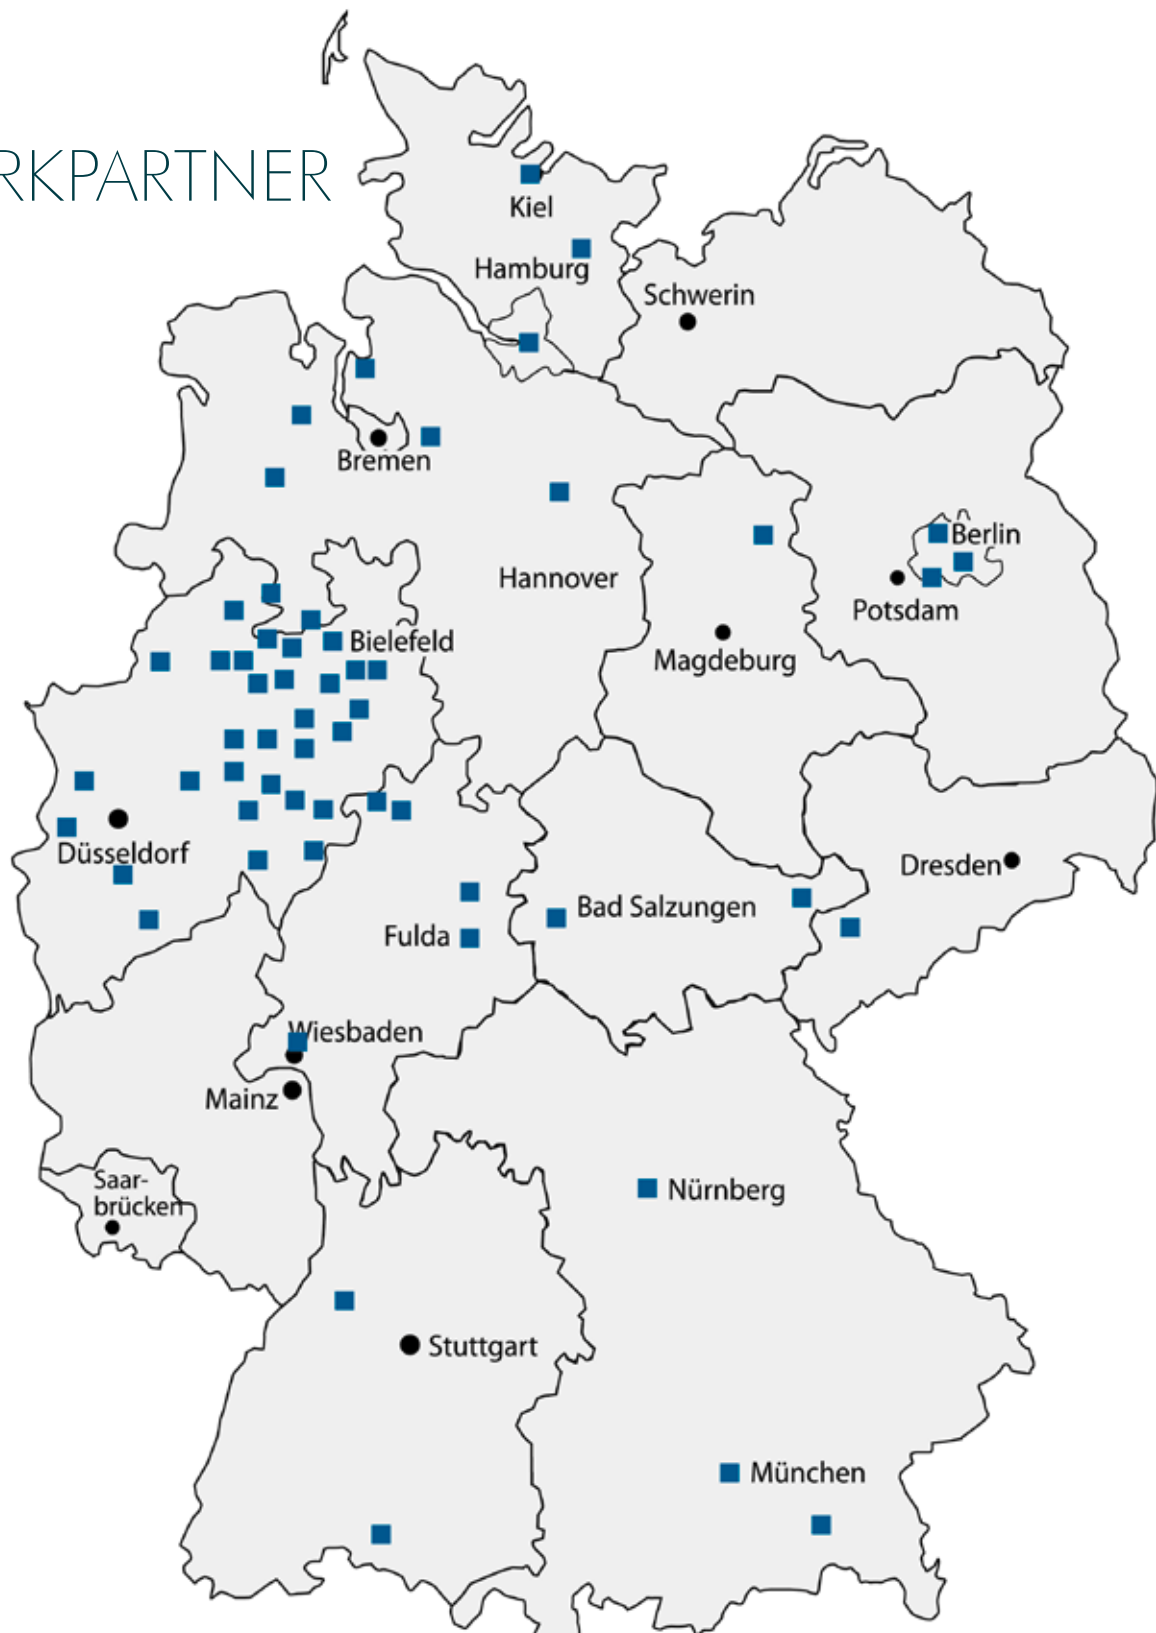 RKPARTNER
Kiel
Hamburg
Schwerin
Bremen
Berlin
Hannover
Potsdam
Bielefeld
Magdeburg
Düsseldorf
Dresden
Bad Salzungen
Fulda
Wiesbaden
Mainz
Saar-
brücken
Nürnberg
Stuttgart
München